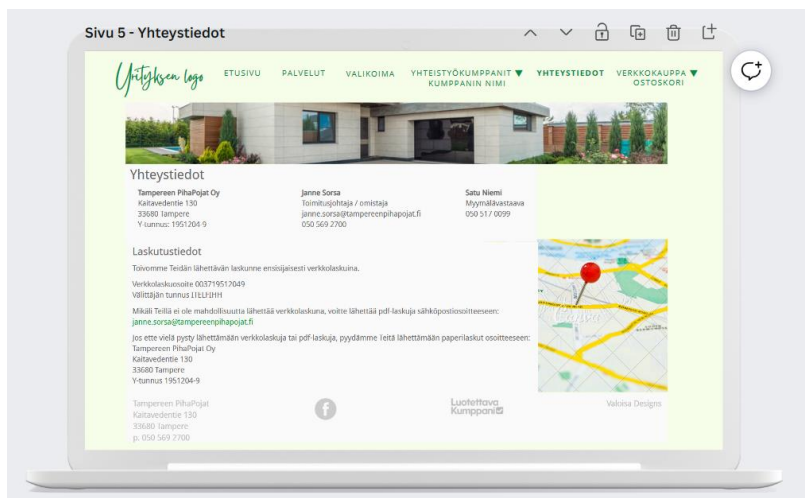 Sivu 5 - Yhteystiedot
Yrityksen logo
ETUSIVU
PALVELUT
VALIKOIMA
YHTEISTYÖKUMPPANIT ▼
KUMPPANIN NIMI
YHTEYSTIEDOT
VERKKOKAUPPA ▼
OSTOSKORI
Yhteystiedot
Tampereen PihaPojat Oy
Kaitavedentie 130
33680 Tampere
Y-tunnus: 1951204-9
Janne Sorsa
Toimitusjohtaja / omistaja
janne.sorsa@tampereenpihapojat.fi
050 569 2700
Satu Niemi
Myymälävastaava
050 517 0099
Laskutustiedot
Toivomme Teidän lähettävän laskunne ensisijaisesti verkkolaskuina.
Verkkolaskuosoite 003719512049
Välittäjän tunnus
Mikäli Teillä ei ole mahdollisuutta lähettää verkkolaskuna, voitte lähettää pdf-laskuja sähköpostiosoitteeseen:
janne.sorsa@tampereenpihapojat.fi
Jos ette vielä pysty lähettämään verkkolaskuja tai pdf-laskuja, pyydämme Teitä lähettämään paperilaskut osoitteeseen:
Tampereen PihaPojat Oy
Kaitavedentie 130
33680 Tampere
Y-tunnus 1951204-9
Canva
Tampereen PihaPojat
Kaitavedentie 130
33680 Tampere
p. 050 569 2700
f
Luotettava
Kumppani
Valoisa Designs